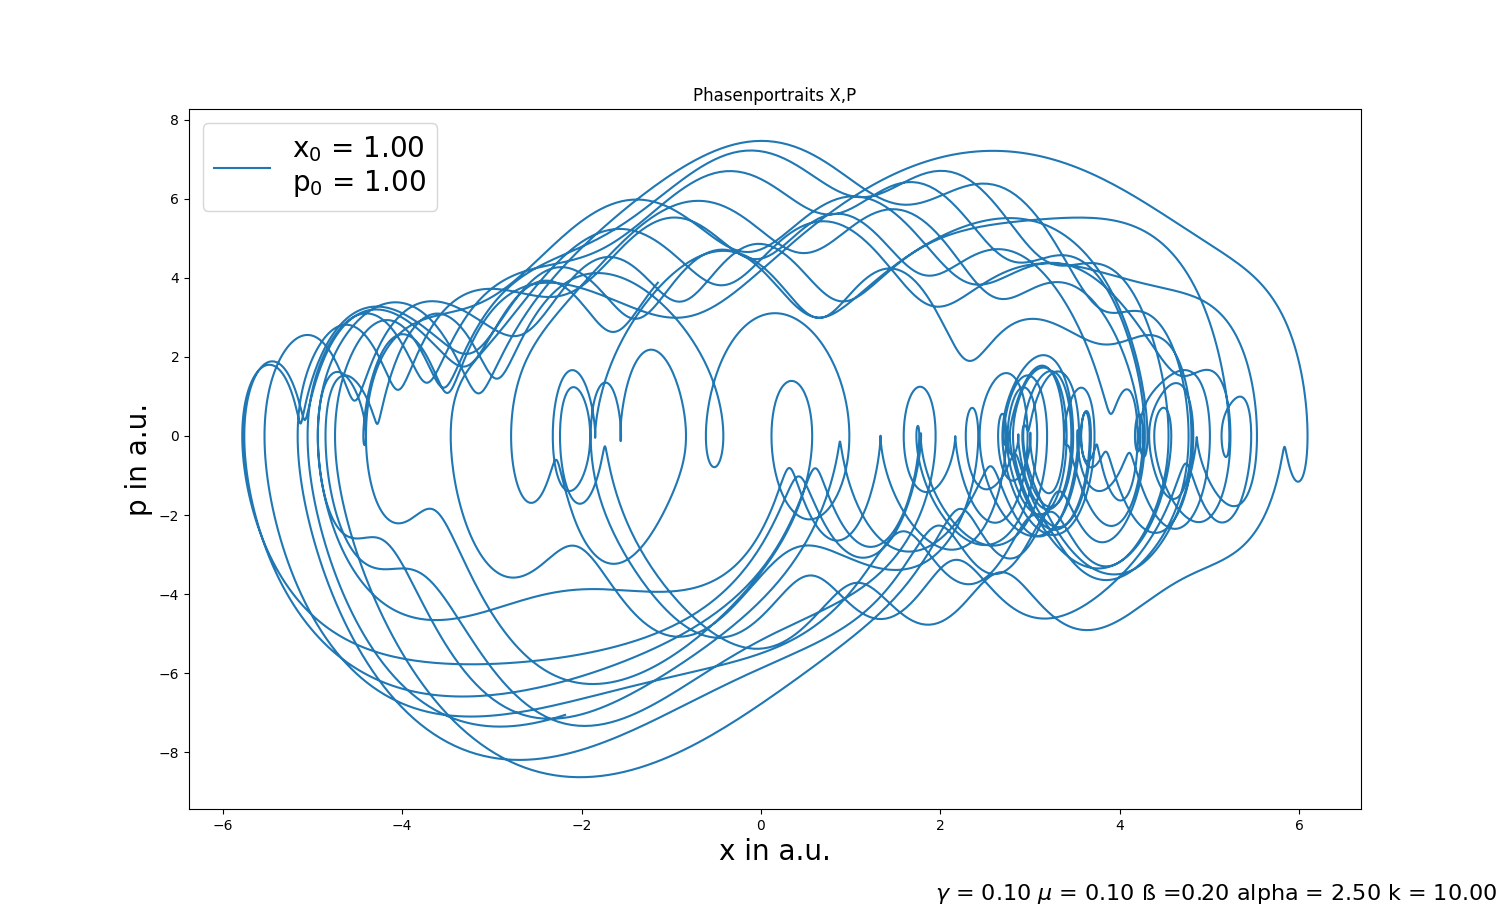 Phasenportraits X,P
x₀ = 1.00
p₀ = 1.00
8
6
4
2
0
−2
−4
−6
−8
p in a.u.
−6
−4
−2
0
2
4
6
x in a.u.
γ = 0.10 μ = 0.10 ß =0.20 alpha = 2.50 k = 10.00